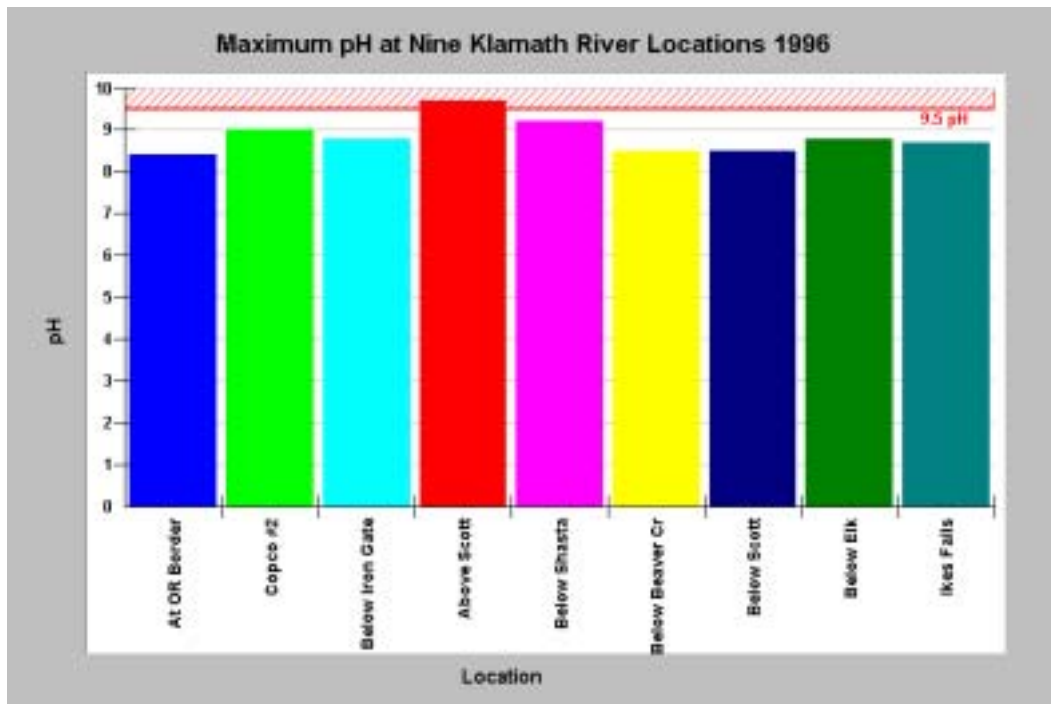 Maximum pH at Nine Klamath River Locations 1996
10
9.5 pH
9
8
7
6
5
4
3
2
1
0
pH
At OR Border
Copco #2
Below Iron Gate
Above Scott
Below Shasta
Below Beaver Cr
Below Scott
Below Elk
Ikes Falls
Location